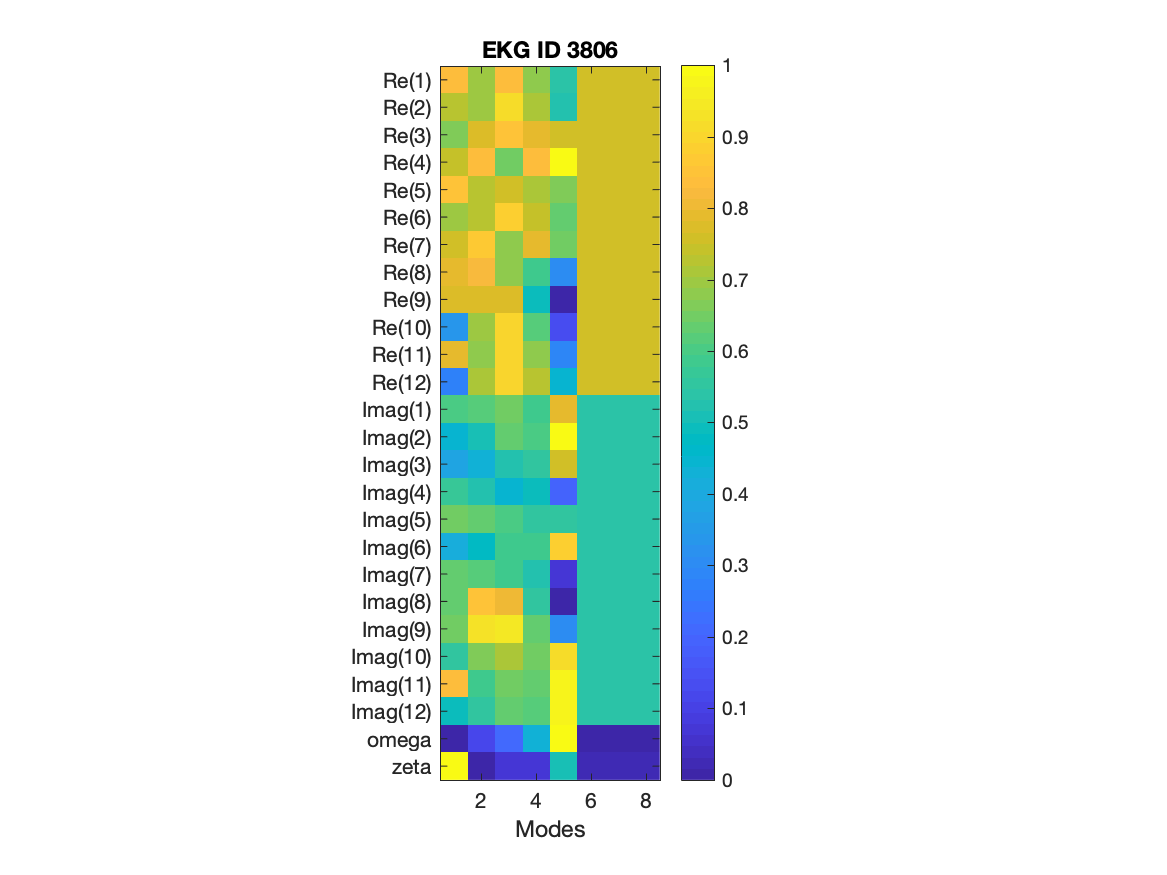 EKG ID 3806
Re(1)
Re(2)
Re(3)
Re(4)
Re(5)
Re(6)
Re(7)
Re(8)
Re(9)
Re(10)
Re(11)
Re(12)
Imag(1)
Imag(2)
Imag(3)
Imag(4)
Imag(5)
Imag(6)
Imag(7)
Imag(8)
Imag(9)
Imag(10)
Imag(11)
Imag(12)
omega
zeta
2 4 6 8
Modes
1
0.9
0.8
0.7
0.6
0.5
0.4
0.3
0.2
0.1
0